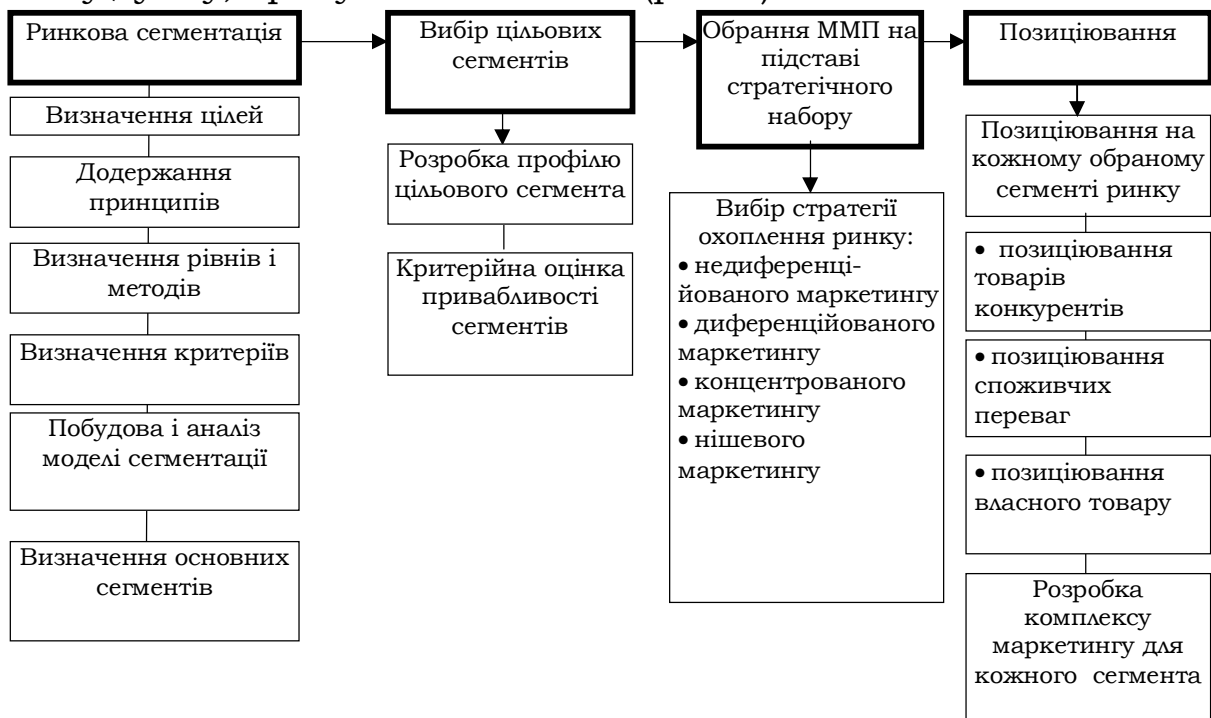 Ринкова сегментація
Визначення цілей
Додержання
принципів
Визначення рівнів і
методів
Визначення критеріїв
Побудова і аналіз
моделі сегментації
Визначення основних
сегментів
Вибір цільових
сегментів
Розробка профілю
цільового сегмента
Критерійна оцінка
привабливості
сегментів
Обрання ММП на
підставі
стратегічного
набору
Вибір стратегії
охоплення ринку:
• недиференці-
йованого маркетингу
• диференційованого
маркетингу
• концентрованого
маркетингу
• нішевого
маркетингу
Позиціювання
Позиціювання на
кожному обраному
сегменті ринку
• позиціювання
товарів
конкурентів
• позиціювання
споживчих
переваг
• позиціювання
власного товару
Розробка
комплексу
маркетингу для
кожного сегмента